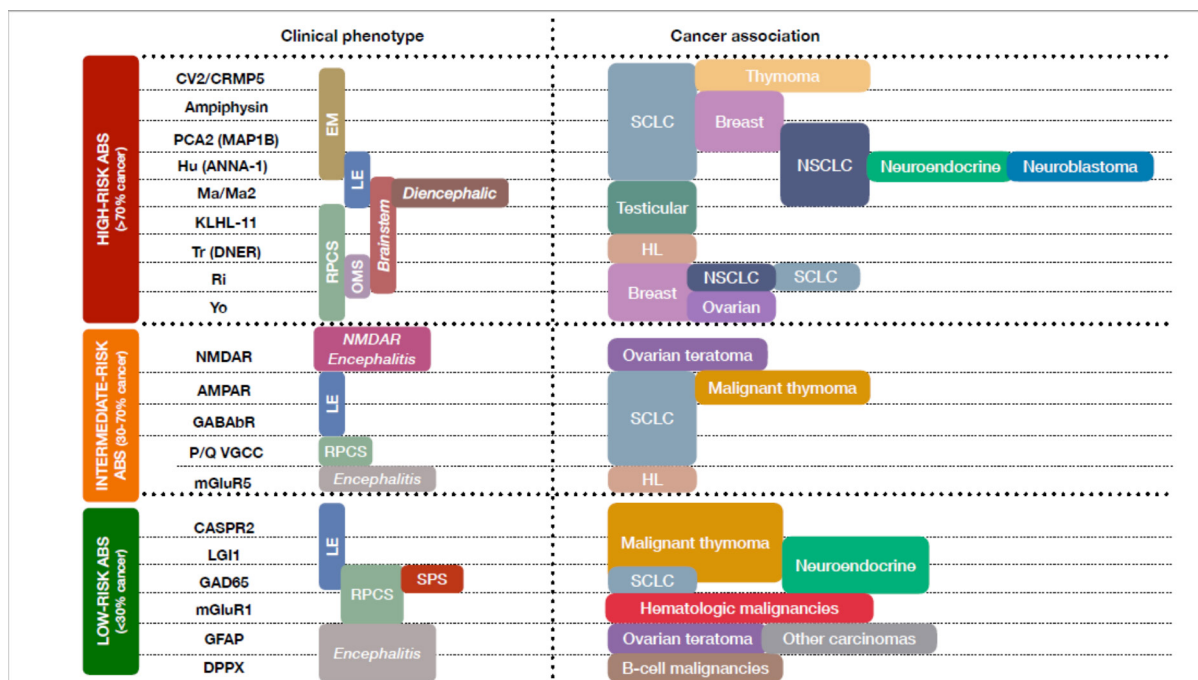 Clinical phenotype
Cancer association
HIGH-RISK ABS
(>70% cancer)
CV2/CRMP5
Ampiphysin
PCA2 (MAP1B)
Hu (ANNA-1)
Ma/Ma2
KLHL-11
Tr (DNER)
Ri
Yo
EM
LE
Diencephalic
Brainstem
RPCS
OMS
SCLC
Thymoma
Breast
NSCLC
Neuroendocrine
Neuroblastoma
Testicular
HL
Breast
NSCLC
SCLC
Ovarian
INTERMEDIATE-RISK
ABS (30-70% cancer)
NMDAR
AMPAR
GABAbR
P/Q VGCC
mGluR5
NMDAR
Encephalitis
LE
RPCS
Encephalitis
Ovarian teratoma
SCLC
Malignant thymoma
HL
LOW-RISK ABS
(<30% cancer)
CASPR2
LGI1
GAD65
mGluR1
GFAP
DPPX
LE
RPCS
SPS
Encephalitis
Malignant thymoma
SCLC
Neuroendocrine
Hematologic malignancies
Ovarian teratoma
Other carcinomas
B-cell malignancies